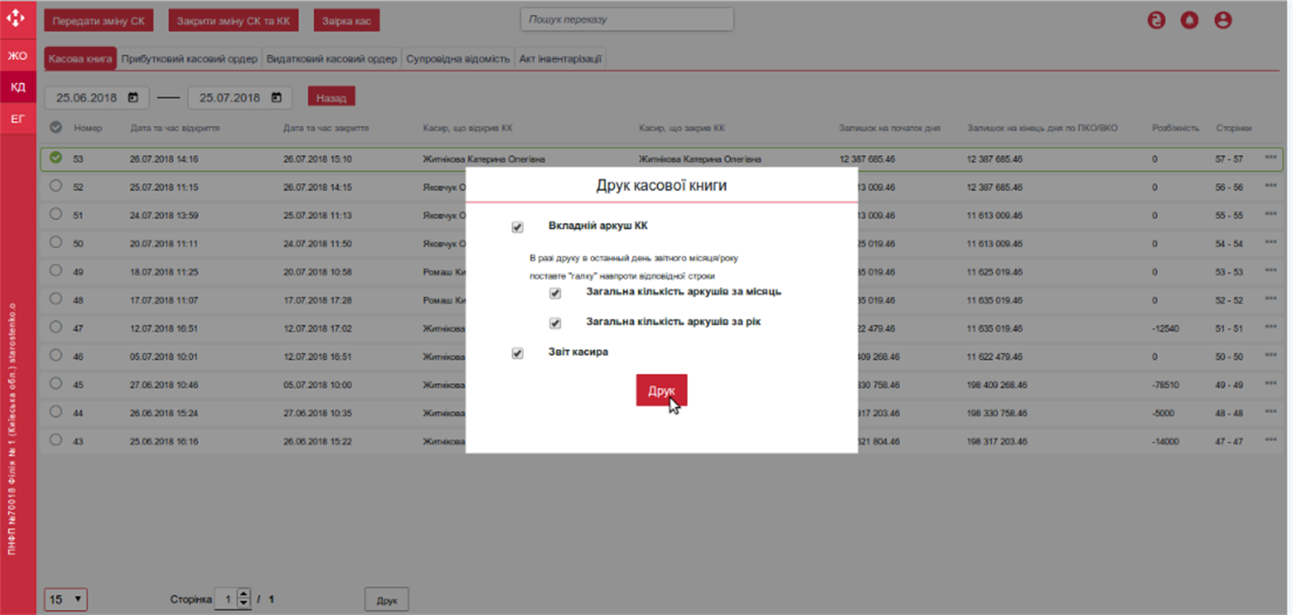 Передати зміну СК Закрити зміну СК та КК Звірка кас Пошук переказу
ЖО
КД
ЕГ
Касова книга Прибутковий касовий ордер Видатковий касовий ордер Супровідна відомість Акт інвентарізації
25.06.2018 — 25.07.2018 Назад
Номер Дата та час відкриття Дата та час закриття Касир, що відкрив КК Касир, що закрив КК Залишок на початок дня Залишок на кінець дня по ПКО/ВКО Розбіжність Сторінки
53 26.07.2018 14:16 26.07.2018 15:10 Житнікова Катерина Олегівна Житнікова Катерина Олегівна 12 387 685.46 12 387 685.46 0 57 - 57 ***
52 25.07.2018 11:15 26.07.2018 14:15 Яковчук О 3 009.46 12 387 685.46 0 56 - 56 ***
51 24.07.2018 13:59 25.07.2018 11:13 Яковчук О 3 009.46 11 613 009.46 0 55 - 55 ***
50 20.07.2018 11:11 24.07.2018 11:50 Яковчук О 25 019.46 11 613 009.46 0 54 - 54 ***
49 18.07.2018 11:25 20.07.2018 10:58 Ромаш Ки 35 019.46 11 625 019.46 0 53 - 53 ***
48 17.07.2018 11:07 17.07.2018 17:28 Ромаш Ки 35 019.46 11 635 019.46 0 52 - 52 ***
47 12.07.2018 16:51 12.07.2018 17:02 Житнікова 22 479.46 11 635 019.46 -12540 51 - 51 ***
46 05.07.2018 10:01 12.07.2018 16:51 Житнікова 409 268.46 11 622 479.46 0 50 - 50 ***
45 27.06.2018 10:46 05.07.2018 10:00 Житнікова 330 758.46 198 409 268.46 -78510 49 - 49 ***
44 26.06.2018 15:24 27.06.2018 10:35 Житнікова 317 203.46 198 330 758.46 -5000 48 - 48 ***
43 25.06.2018 16:16 26.06.2018 15:22 Житнікова 321 804.46 198 317 203.46 -14000 47 - 47 ***
Друк касової книги
Вкладній аркуш КК
В разі друку в останный день звітного місяця/року
поставте "галку" навпроти відповідної строки
Загальна кількість аркушів за місяць
Загальна кількість аркушів за рік
Звіт касира
Друк
ПНФП №70018 Філія № 1 (Київська обл.) starostenko.o
15 Сторінка 1 / 1 Друк